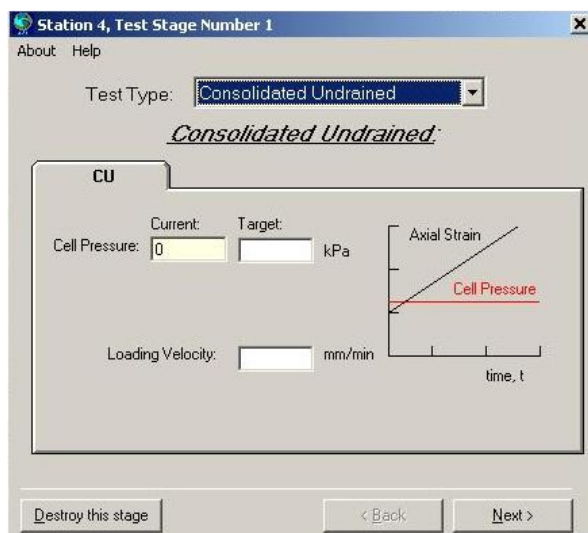 Station 4, Test Stage Number 1
About Help
Test Type: Consolidated Undrained
Consolidated Undrained:
CU
Current: Target:
Cell Pressure: 0 kPa
Axial Strain
Cell Pressure
Loading Velocity: mm/min
time, t
Destroy this stage < Back Next >